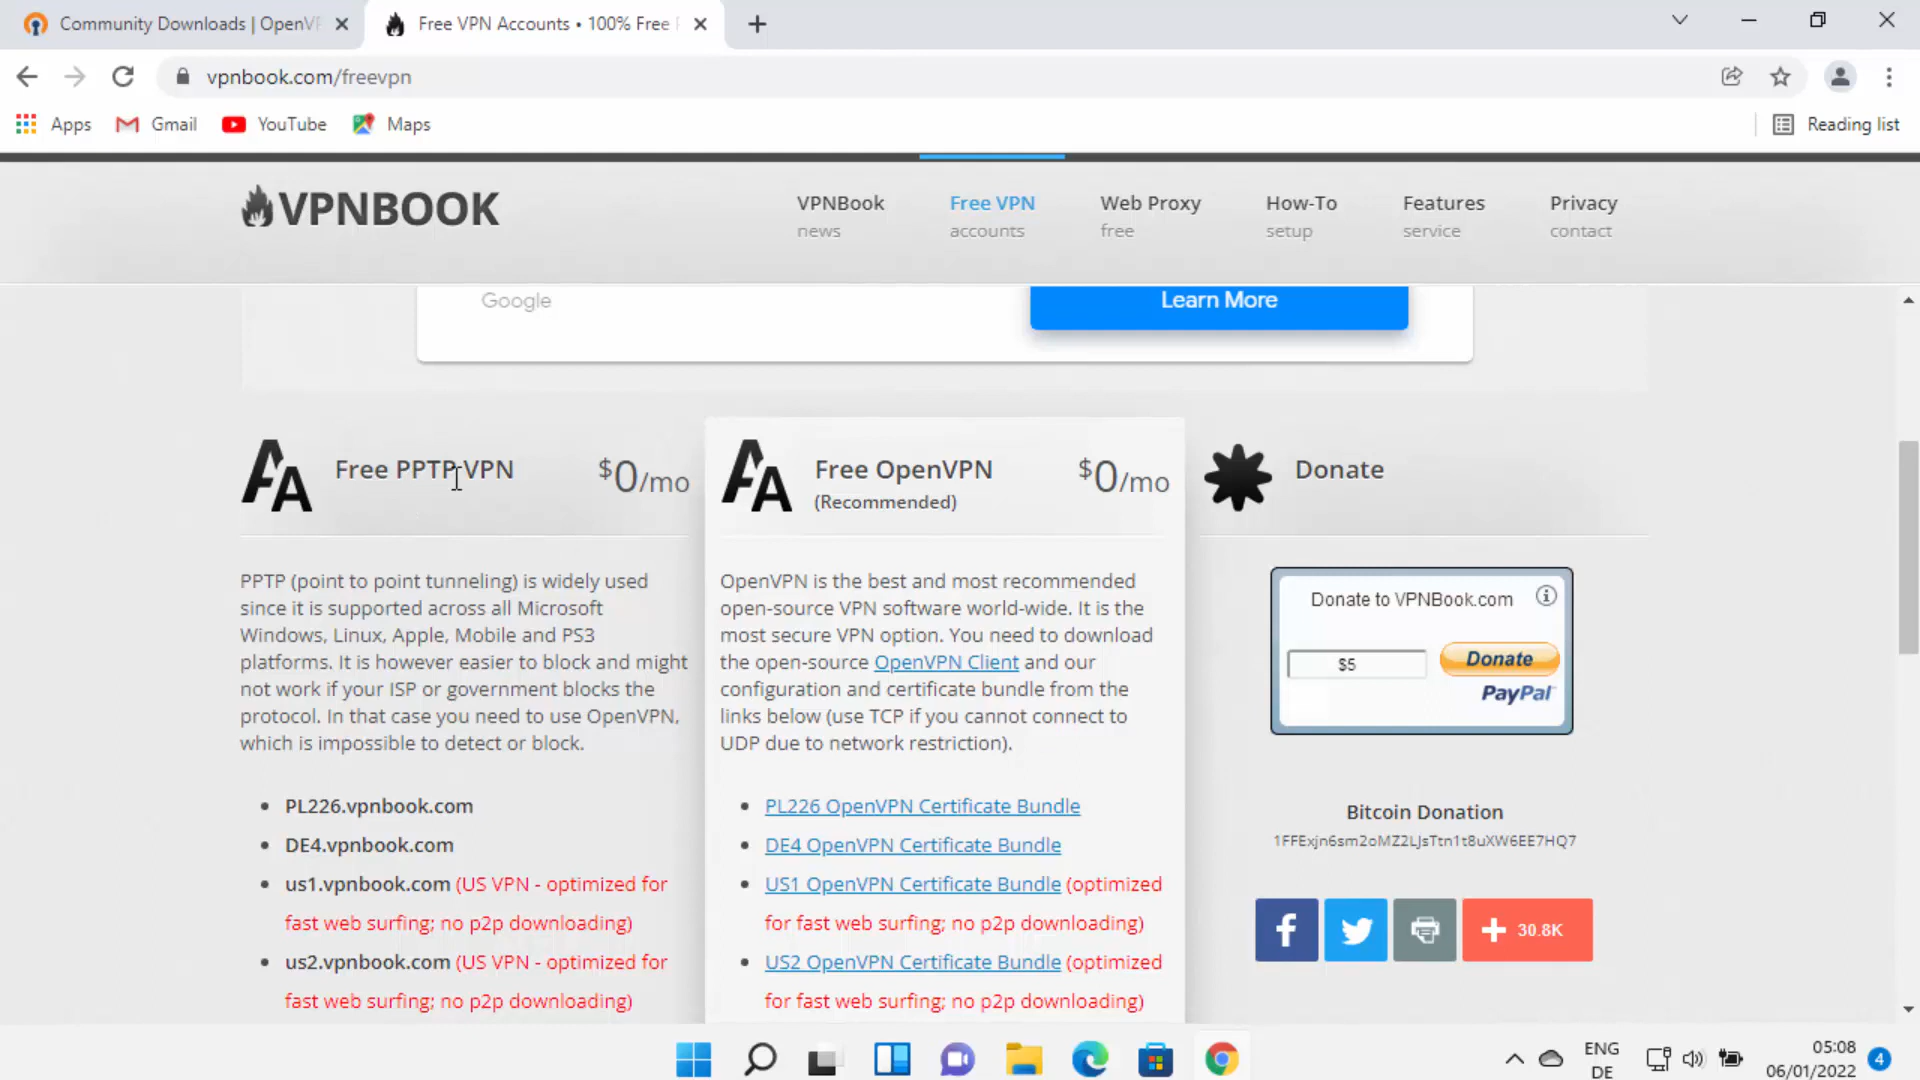 Community Downloads | OpenVP
Free VPN Accounts • 100% Free
vpnbook.com/freevpn
Apps
Gmail
YouTube
Maps
Reading list
VPNBOOK
VPNBook
news
Free VPN
accounts
Web Proxy
free
How-To
setup
Features
service
Privacy
contact
Google
Learn More
Free PPTP VPN
$0/mo
PPTP (point to point tunneling) is widely used
since it is supported across all Microsoft
Windows, Linux, Apple, Mobile and PS3
platforms. It is however easier to block and might
not work if your ISP or government blocks the
protocol. In that case you need to use OpenVPN,
which is impossible to detect or block.
• PL226.vpnbook.com
• DE4.vpnbook.com
• us1.vpnbook.com (US VPN - optimized for
fast web surfing; no p2p downloading)
• us2.vpnbook.com (US VPN - optimized for
fast web surfing; no p2p downloading)
Free OpenVPN
(Recommended)
$0/mo
OpenVPN is the best and most recommended
open-source VPN software world-wide. It is the
most secure VPN option. You need to download
the open-source OpenVPN Client and our
configuration and certificate bundle from the
links below (use TCP if you cannot connect to
UDP due to network restriction).
• PL226 OpenVPN Certificate Bundle
• DE4 OpenVPN Certificate Bundle
• US1 OpenVPN Certificate Bundle (optimized
for fast web surfing; no p2p downloading)
• US2 OpenVPN Certificate Bundle (optimized
for fast web surfing; no p2p downloading)
Donate
Donate to VPNBook.com
$5
Donate
PayPal
Bitcoin Donation
1FFExjn6sm2oMZ2LJsTtn1t8uXW6EE7HQ7
30.8K
ENG
DE
05:08
06/01/2022
4